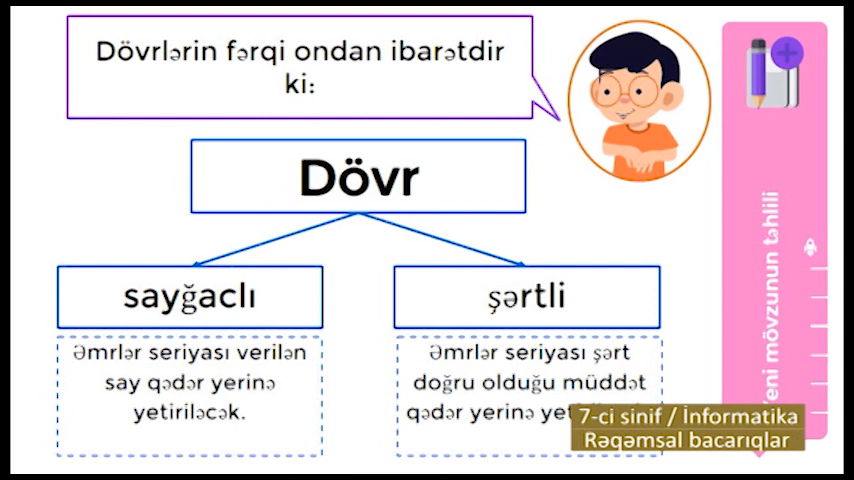 Dövrlərin fərqi ondan ibarətdir
ki:
Dövr
sayğaclı
şərtli
Əmrlər seriyası verilən
say qədər yerinə
yetiriləcək.
Əmrlər seriyası şərt
doğru olduğu müddət
qədər yerinə
Yeni mövzunun təhlili
7-ci sinif / İnformatika
Rəqəmsal bacarıqlar